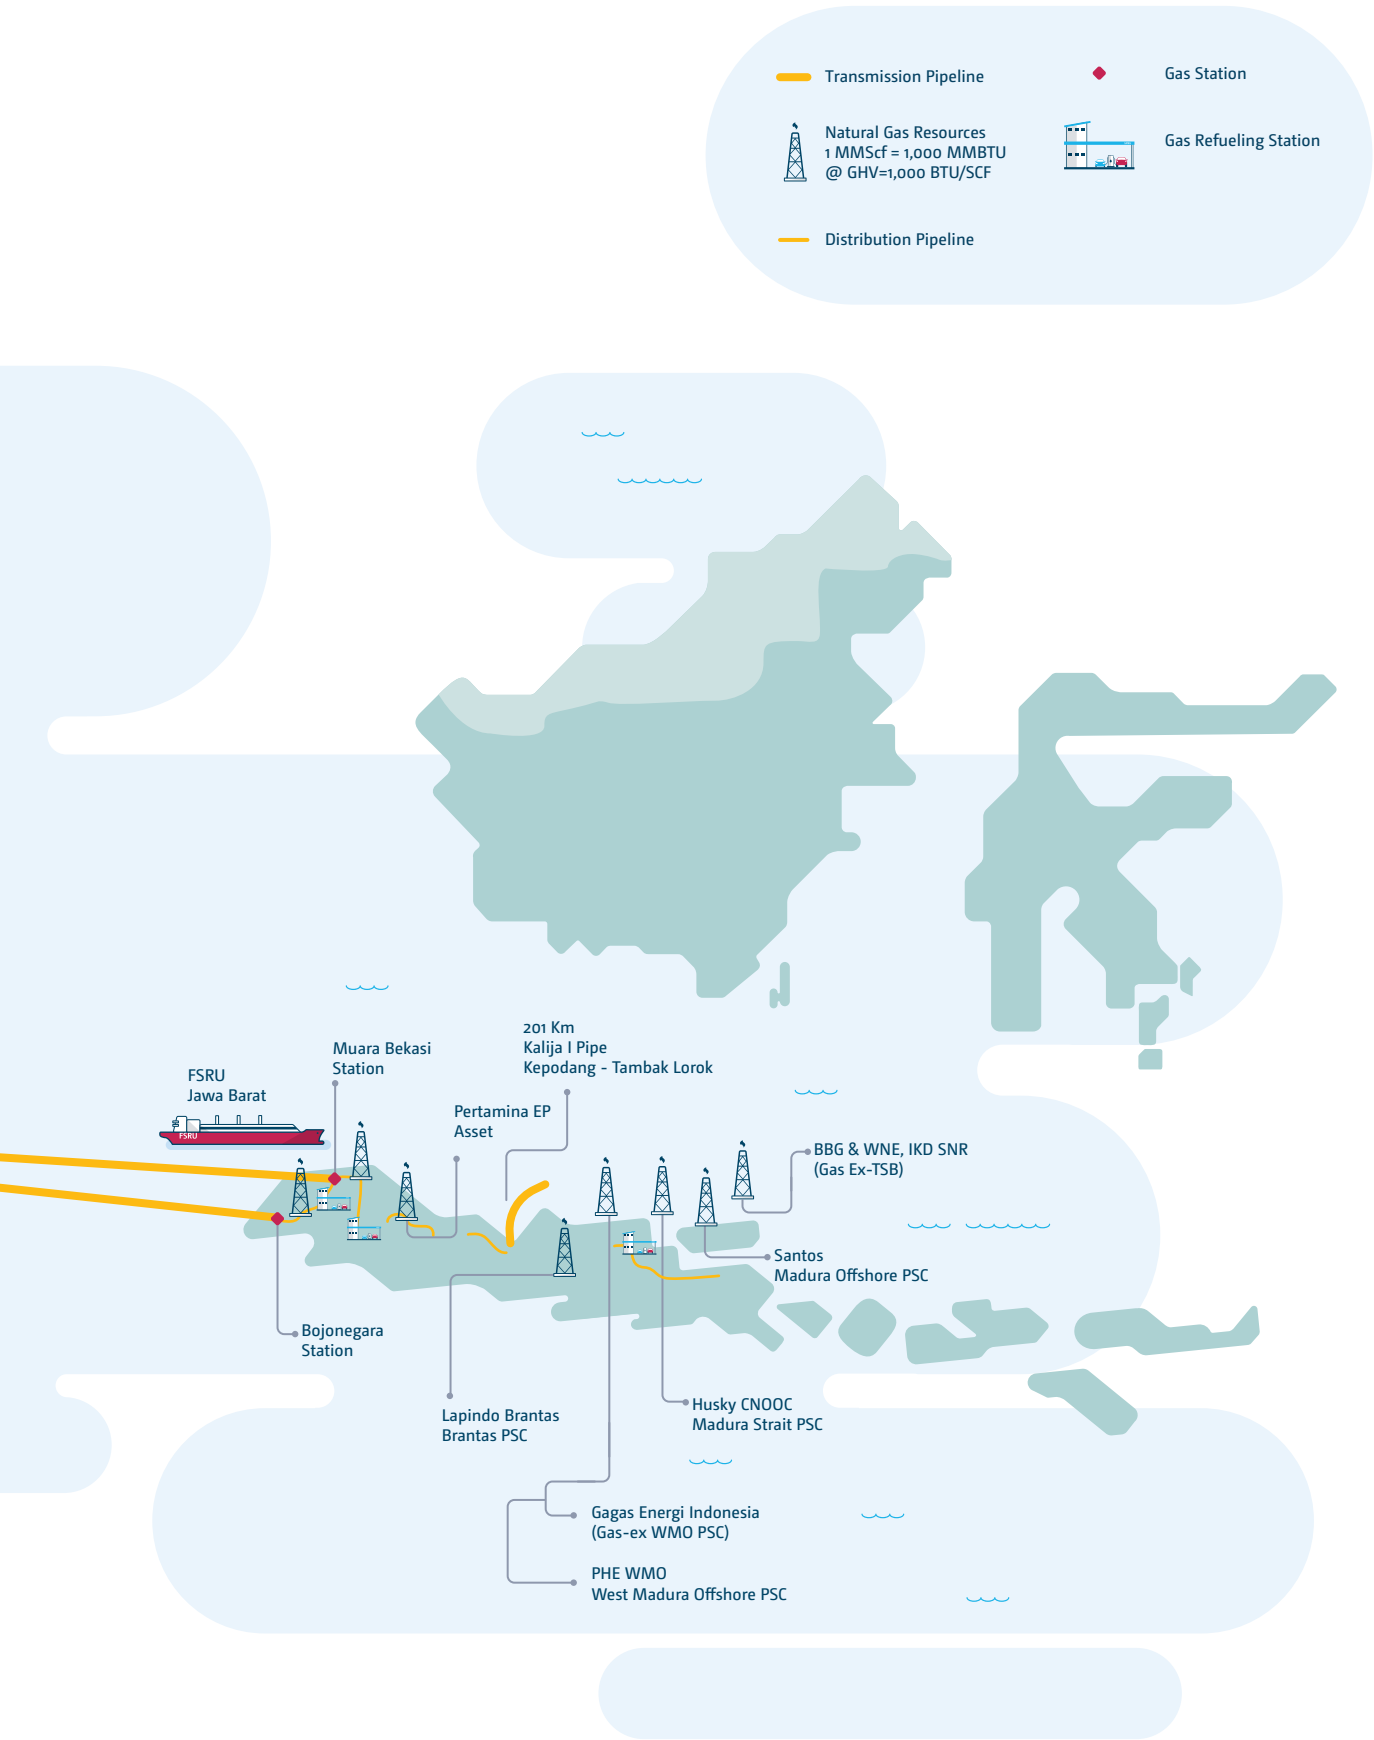 Transmission Pipeline
Gas Station
Natural Gas Resources
1 MMScf = 1,000 MMBTU
@ GHV=1,000 BTU/SCF
Gas Refueling Station
Distribution Pipeline
201 Km
Kalija I Pipe
Kepodang - Tambak Lorok
Muara Bekasi
Station
FSRU
Jawa Barat
FSRU
Pertamina EP
Asset
BBG & WNE, IKD SNR
(Gas Ex-TSB)
Santos
Madura Offshore PSC
Bojonegara
Station
Lapindo Brantas
Brantas PSC
Husky CNOOC
Madura Strait PSC
Gagas Energi Indonesia
(Gas-ex WMO PSC)
PHE WMO
West Madura Offshore PSC